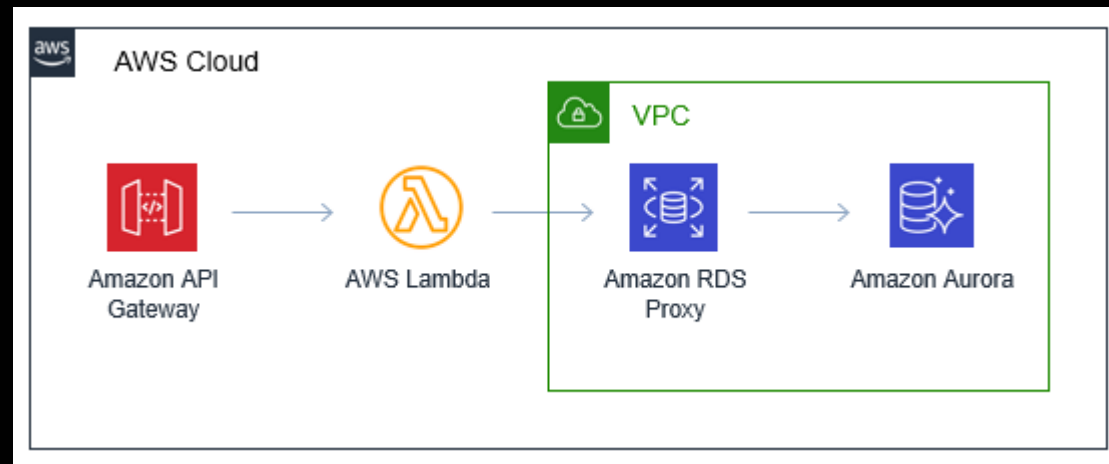 aws
AWS Cloud
VPC
</>
Amazon API
Gateway
AWS Lambda
Amazon RDS
Proxy
Amazon Aurora